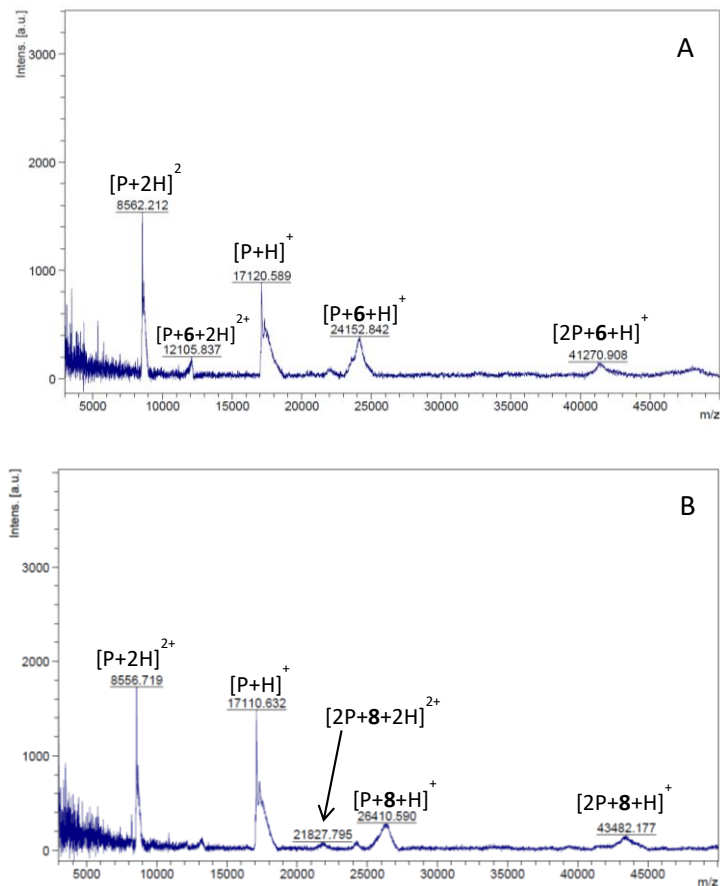 A
Intens. [a.u.]
3000
2000
1000
0
[P+2H]²
8562.212
[P+6+2H]²⁺
12105.837
[P+H]⁺
17120.589
[P+6+H]⁺
24152.842
[2P+6+H]⁺
41270.908
5000 10000 15000 20000 25000 30000 35000 40000 45000
m/z
B
Intens. [a.u.]
4000
3000
2000
1000
0
[P+2H]²⁺
8556.719
[P+H]⁺
17110.632
[2P+8+2H]²⁺
21827.795
[P+8+H]⁺
26410.590
[2P+8+H]⁺
43482.177
5000 10000 15000 20000 25000 30000 35000 40000 45000
m/z